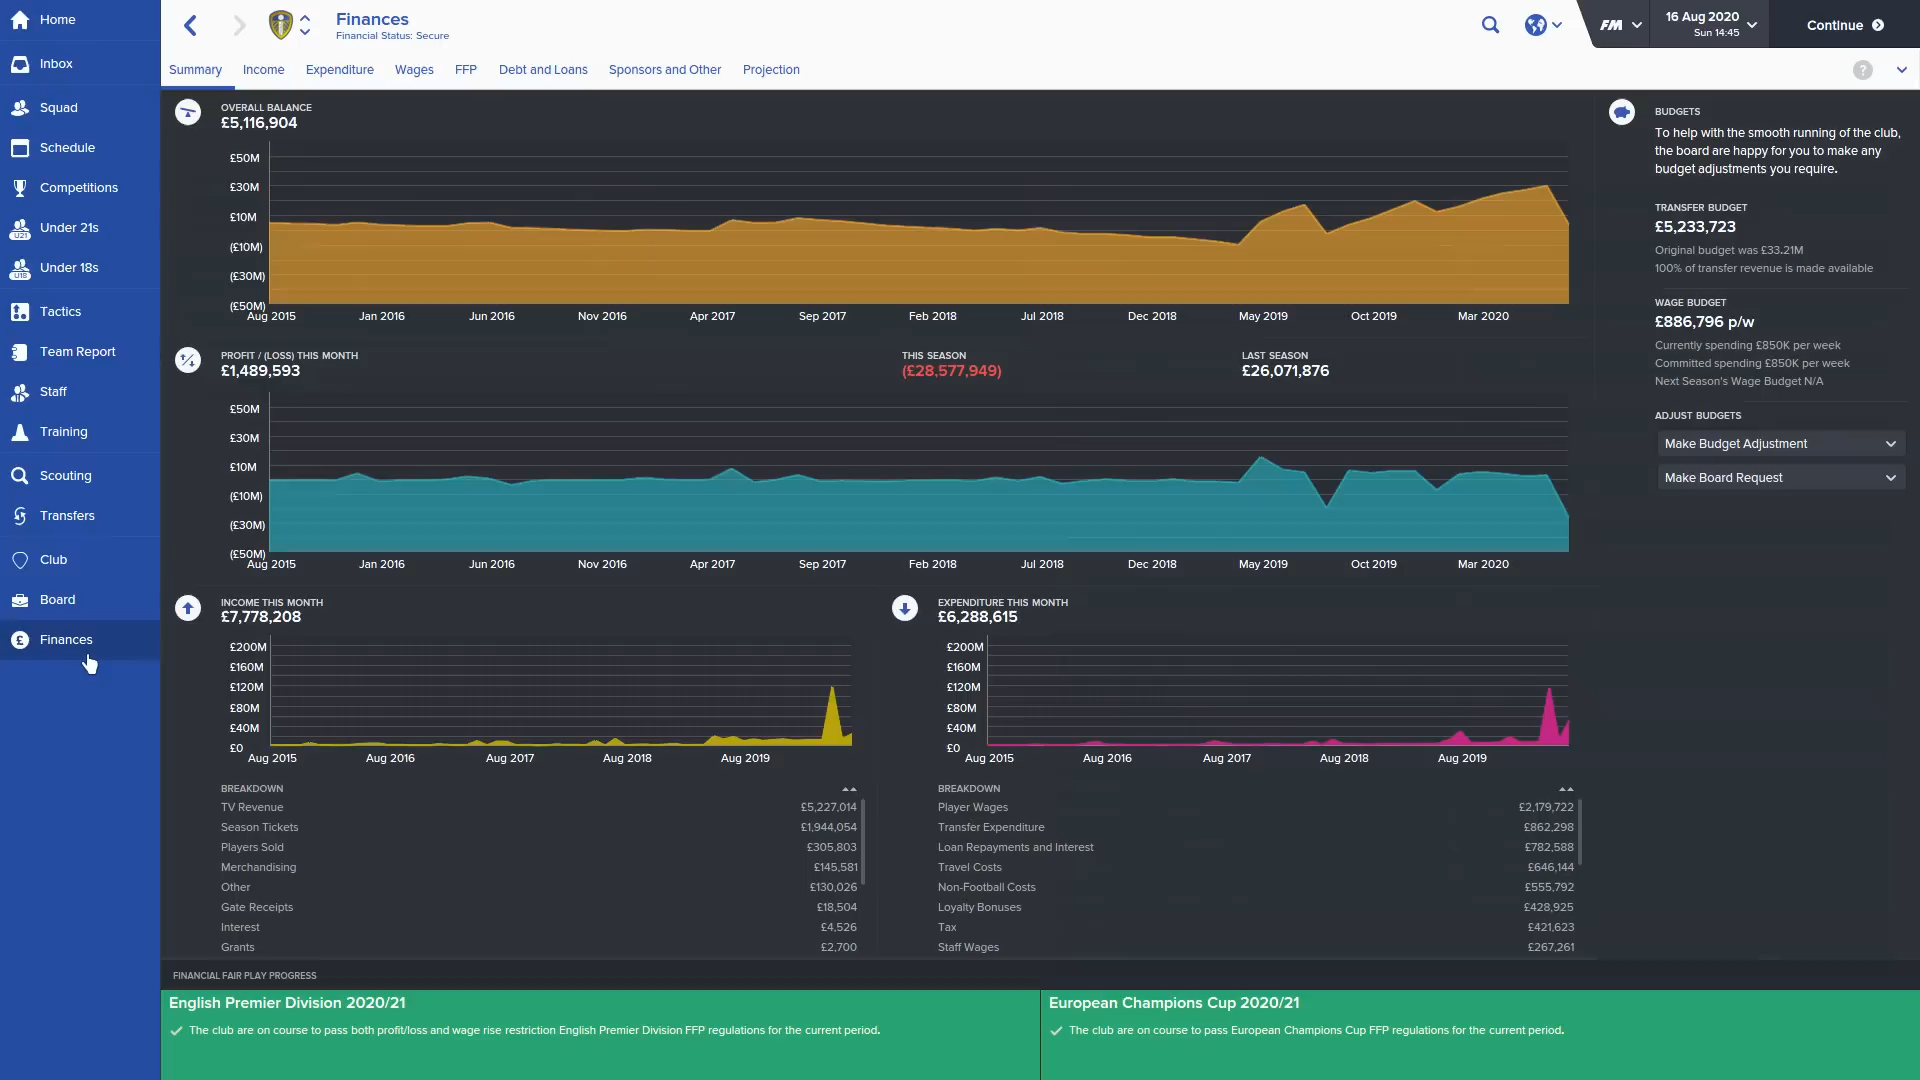 Home
Inbox
Squad
Schedule
Competitions
U21
Under 21s
U18
Under 18s
Tactics
Team Report
Staff
Training
Scouting
Transfers
Club
Board
£ Finances
Finances
Financial Status: Secure
FM
16 Aug 2020
Sun 14:45
Continue
Summary Income Expenditure Wages FFP Debt and Loans Sponsors and Other Projection
?
OVERALL BALANCE
£5,116,904
£50M
£30M
£10M
(£10M)
(£30M)
(£50M)
Aug 2015 Jan 2016 Jun 2016 Nov 2016 Apr 2017 Sep 2017 Feb 2018 Jul 2018 Dec 2018 May 2019 Oct 2019 Mar 2020
PROFIT / (LOSS) THIS MONTH
£1,489,593
THIS SEASON
(£28,577,949)
LAST SEASON
£26,071,876
£50M
£30M
£10M
(£10M)
(£30M)
(£50M)
Aug 2015 Jan 2016 Jun 2016 Nov 2016 Apr 2017 Sep 2017 Feb 2018 Jul 2018 Dec 2018 May 2019 Oct 2019 Mar 2020
INCOME THIS MONTH
£7,778,208
£200M
£160M
£120M
£80M
£40M
£0
Aug 2015 Aug 2016 Aug 2017 Aug 2018 Aug 2019
BREAKDOWN
TV Revenue £5,227,014
Season Tickets £1,944,054
Players Sold £305,803
Merchandising £145,581
Other £130,026
Gate Receipts £18,504
Interest £4,526
Grants £2,700
EXPENDITURE THIS MONTH
£6,288,615
£200M
£160M
£120M
£80M
£40M
£0
Aug 2015 Aug 2016 Aug 2017 Aug 2018 Aug 2019
BREAKDOWN
Player Wages £2,179,722
Transfer Expenditure £862,298
Loan Repayments and Interest £782,588
Travel Costs £646,144
Non-Football Costs £555,792
Loyalty Bonuses £428,925
Tax £421,623
Staff Wages £267,261
BUDGETS
To help with the smooth running of the club,
the board are happy for you to make any
budget adjustments you require.
TRANSFER BUDGET
£5,233,723
Original budget was £33.21M
100% of transfer revenue is made available
WAGE BUDGET
£886,796 p/w
Currently spending £850K per week
Committed spending £850K per week
Next Season's Wage Budget N/A
ADJUST BUDGETS
Make Budget Adjustment
Make Board Request
FINANCIAL FAIR PLAY PROGRESS
English Premier Division 2020/21
The club are on course to pass both profit/loss and wage rise restriction English Premier Division FFP regulations for the current period.
European Champions Cup 2020/21
The club are on course to pass European Champions Cup FFP regulations for the current period.